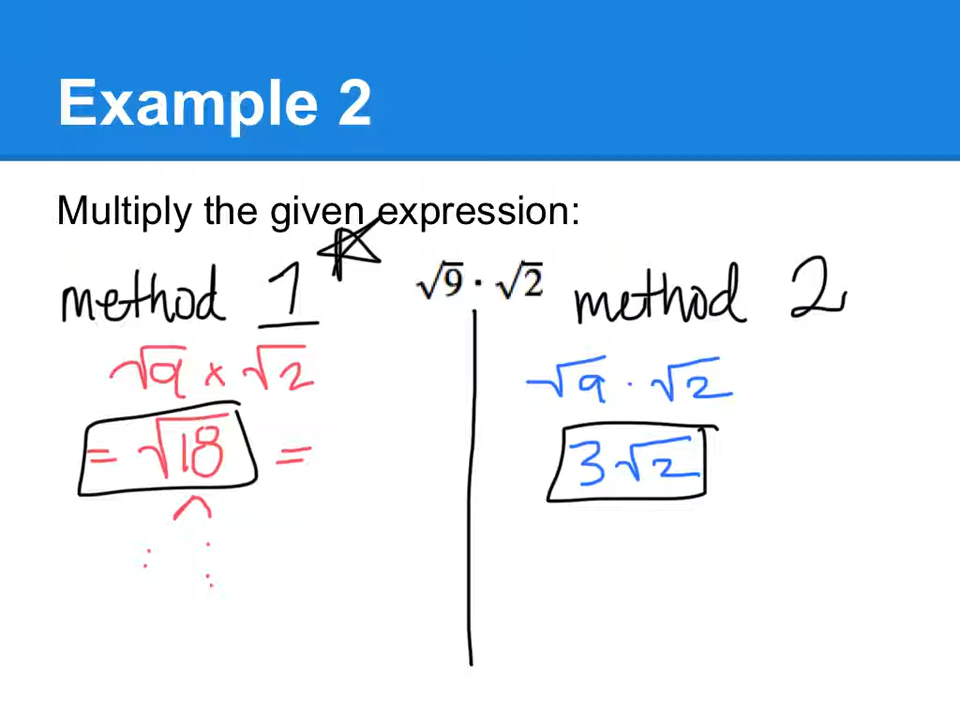 Example 2
Multiply the given expression:
√9 · √2
method 1
√9 × √2
= √18 =
method 2
√9 · √2
3√2